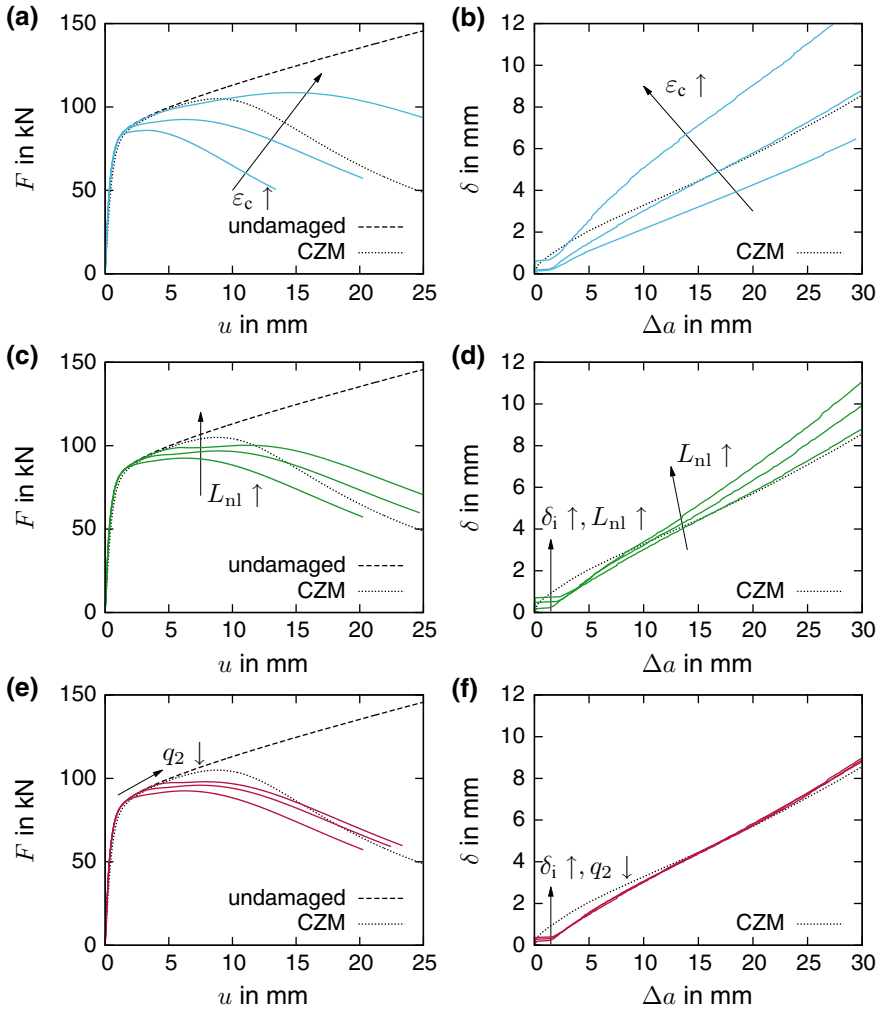 (a)
150
100
50
0
F in kN
εc ↑
undamaged
CZM
0 5 10 15 20 25
u in mm
(b)
12
10
8
6
4
2
0
δ in mm
εc ↑
CZM
0 5 10 15 20 25 30
Δa in mm
(c)
150
100
50
0
F in kN
Lnl ↑
undamaged
CZM
0 5 10 15 20 25
u in mm
(d)
12
10
8
6
4
2
0
δ in mm
Lnl ↑
δi ↑, Lnl ↑
CZM
0 5 10 15 20 25 30
Δa in mm
(e)
150
100
50
0
F in kN
q2 ↓
undamaged
CZM
0 5 10 15 20 25
u in mm
(f)
12
10
8
6
4
2
0
δ in mm
δi ↑, q2 ↓
CZM
0 5 10 15 20 25 30
Δa in mm